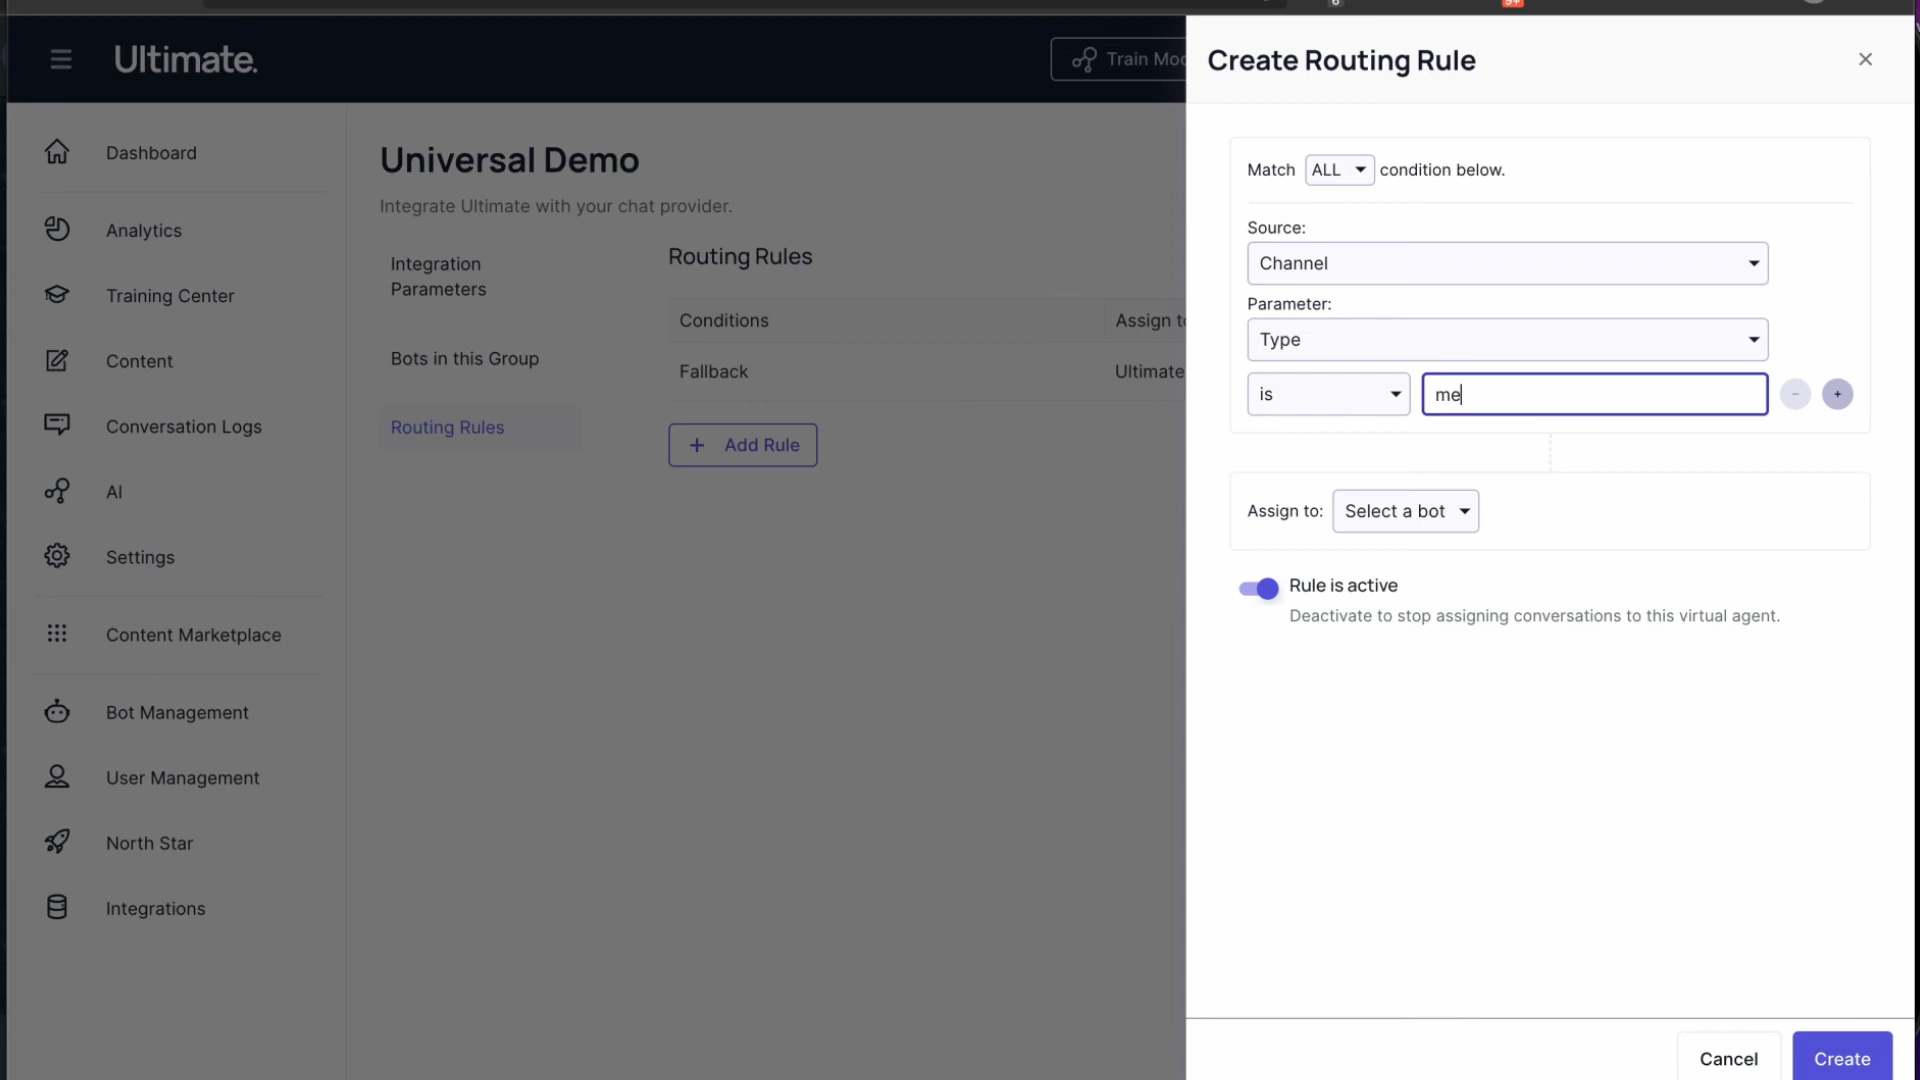 6
9+
Ultimate.
Train Mod
Create Routing Rule
Dashboard
Analytics
Training Center
Content
Conversation Logs
AI
Settings
Content Marketplace
Bot Management
User Management
North Star
Integrations
Universal Demo
Integrate Ultimate with your chat provider.
Integration
Parameters
Bots in this Group
Routing Rules
Routing Rules
Conditions
Assign to
Fallback
Ultimate
+ Add Rule
Match ALL condition below.
Source:
Channel
Parameter:
Type
is me - +
Assign to: Select a bot
Rule is active
Deactivate to stop assigning conversations to this virtual agent.
Cancel Create